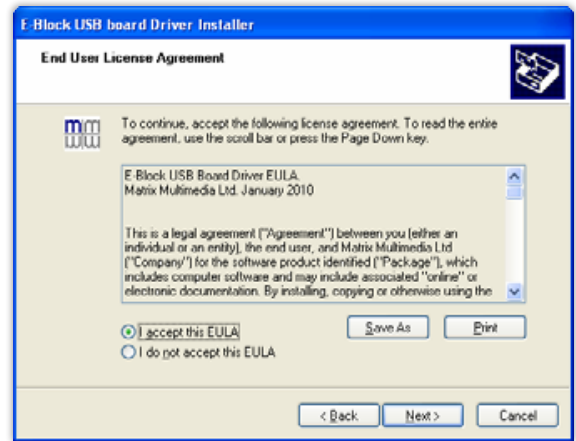 E-Block USB board Driver Installer
End User License Agreement
To continue, accept the following license agreement. To read the entire
agreement, use the scroll bar or press the Page Down key.
E-Block USB Board Driver EULA.
Matrix Multimedia Ltd. January 2010
This is a legal agreement ("Agreement") between you (either an
individual or an entity), the end user, and Matrix Multimedia Ltd
("Company") for the software product identified ("Package"), which
includes computer software and may include associated "online" or
electronic documentation. By installing, copying or otherwise using the
I accept this EULA
Save As
Print
I do not accept this EULA
< Back
Next >
Cancel